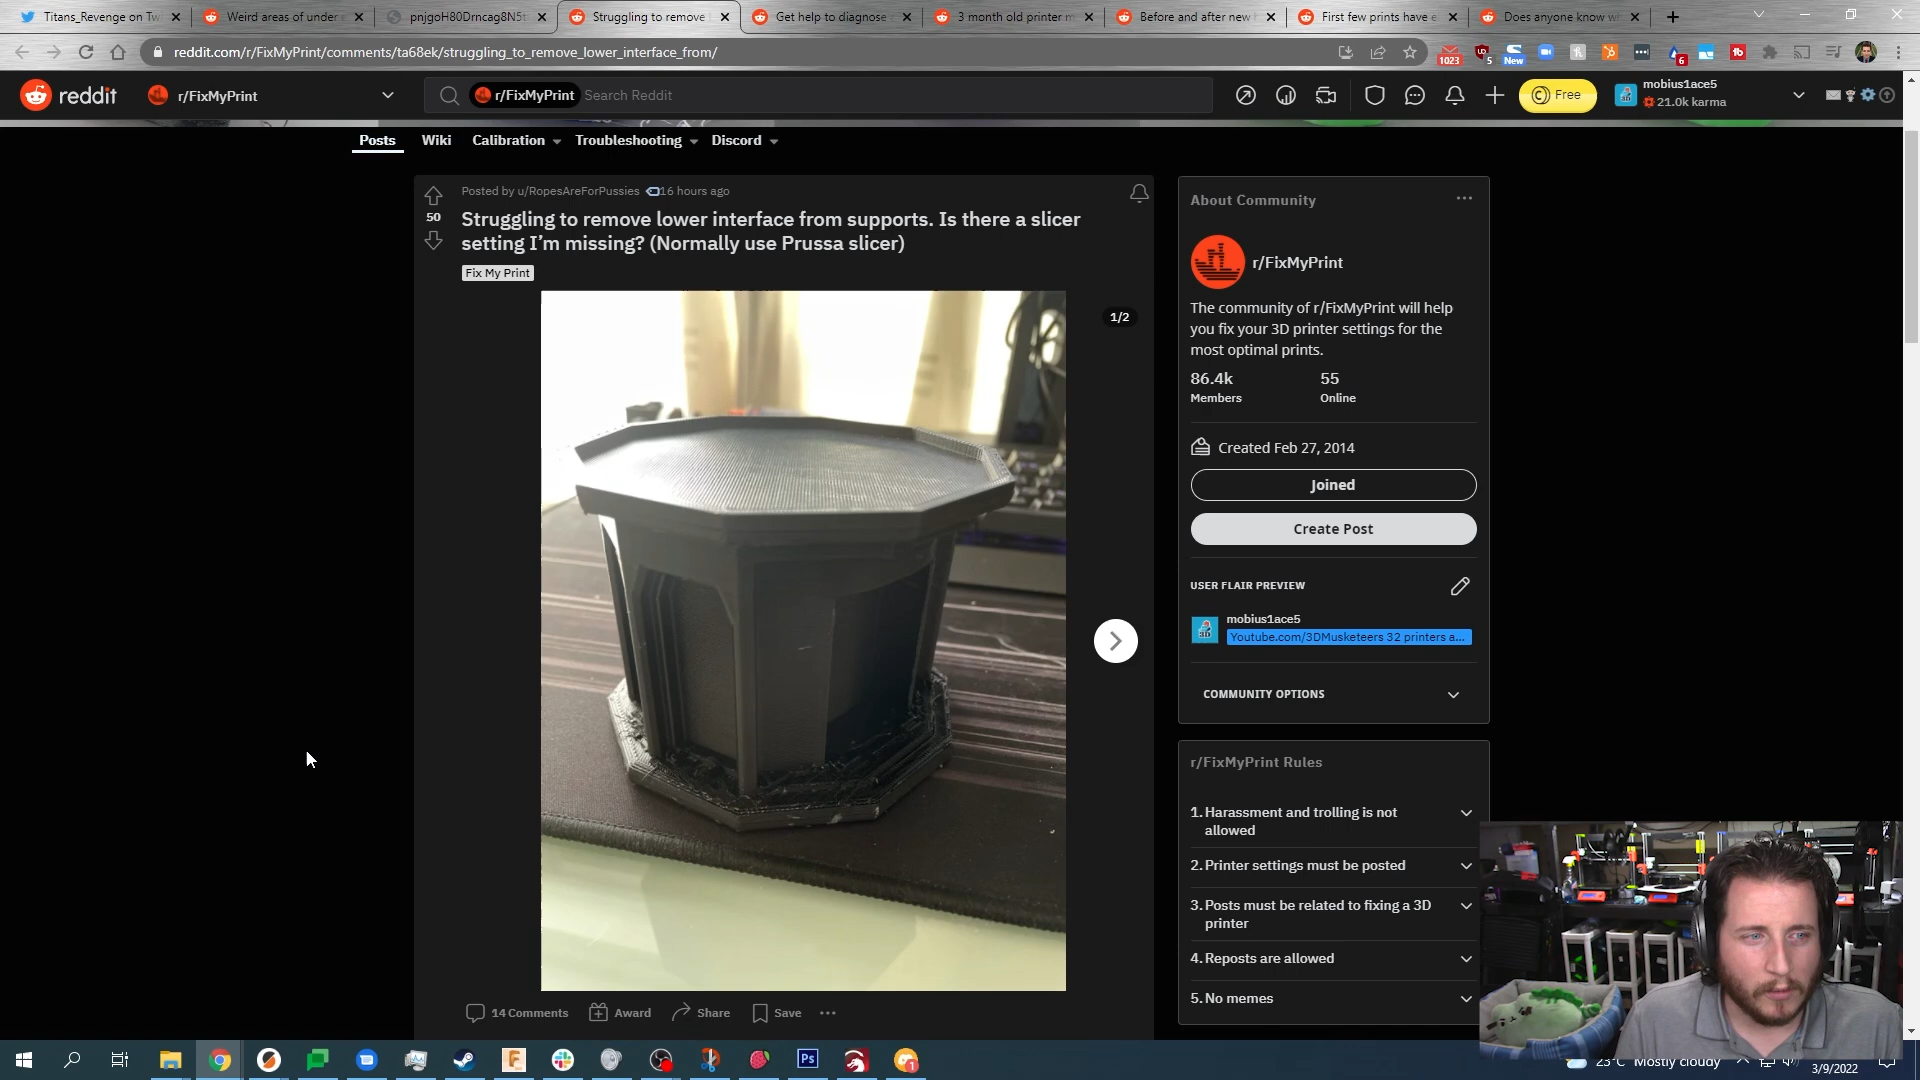 Titans_Revenge on Tw
Weird areas of under e
pnjgoH80Drncag8N5t
Struggling to remove
Get help to diagnose
3 month old printer
Before and after new
First few prints have
Does anyone know
reddit.com/r/FixMyPrint/comments/ta68ek/struggling_to_remove_lower_interface_from/
1023
5
New
6
reddit
r/FixMyPrint
r/FixMyPrint Search Reddit
Free
mobius1ace5
21.0k karma
Posts
Wiki
Calibration
Troubleshooting
Discord
Posted by u/RopesAreForPussies 16 hours ago
50
Struggling to remove lower interface from supports. Is there a slicer
setting I'm missing? (Normally use Prussa slicer)
Fix My Print
1/2
14 Comments
Award
Share
Save
About Community
r/FixMyPrint
The community of r/FixMyPrint will help
you fix your 3D printer settings for the
most optimal prints.
86.4k
55
Members
Online
Created Feb 27, 2014
Joined
Create Post
USER FLAIR PREVIEW
mobius1ace5
Youtube.com/3DMusketeers 32 printers a...
COMMUNITY OPTIONS
r/FixMyPrint Rules
1. Harassment and trolling is not
allowed
2. Printer settings must be posted
3. Posts must be related to fixing a 3D
printer
4. Reposts are allowed
5. No memes
Ps
1
23°C Mostly cloudy
3/9/2022